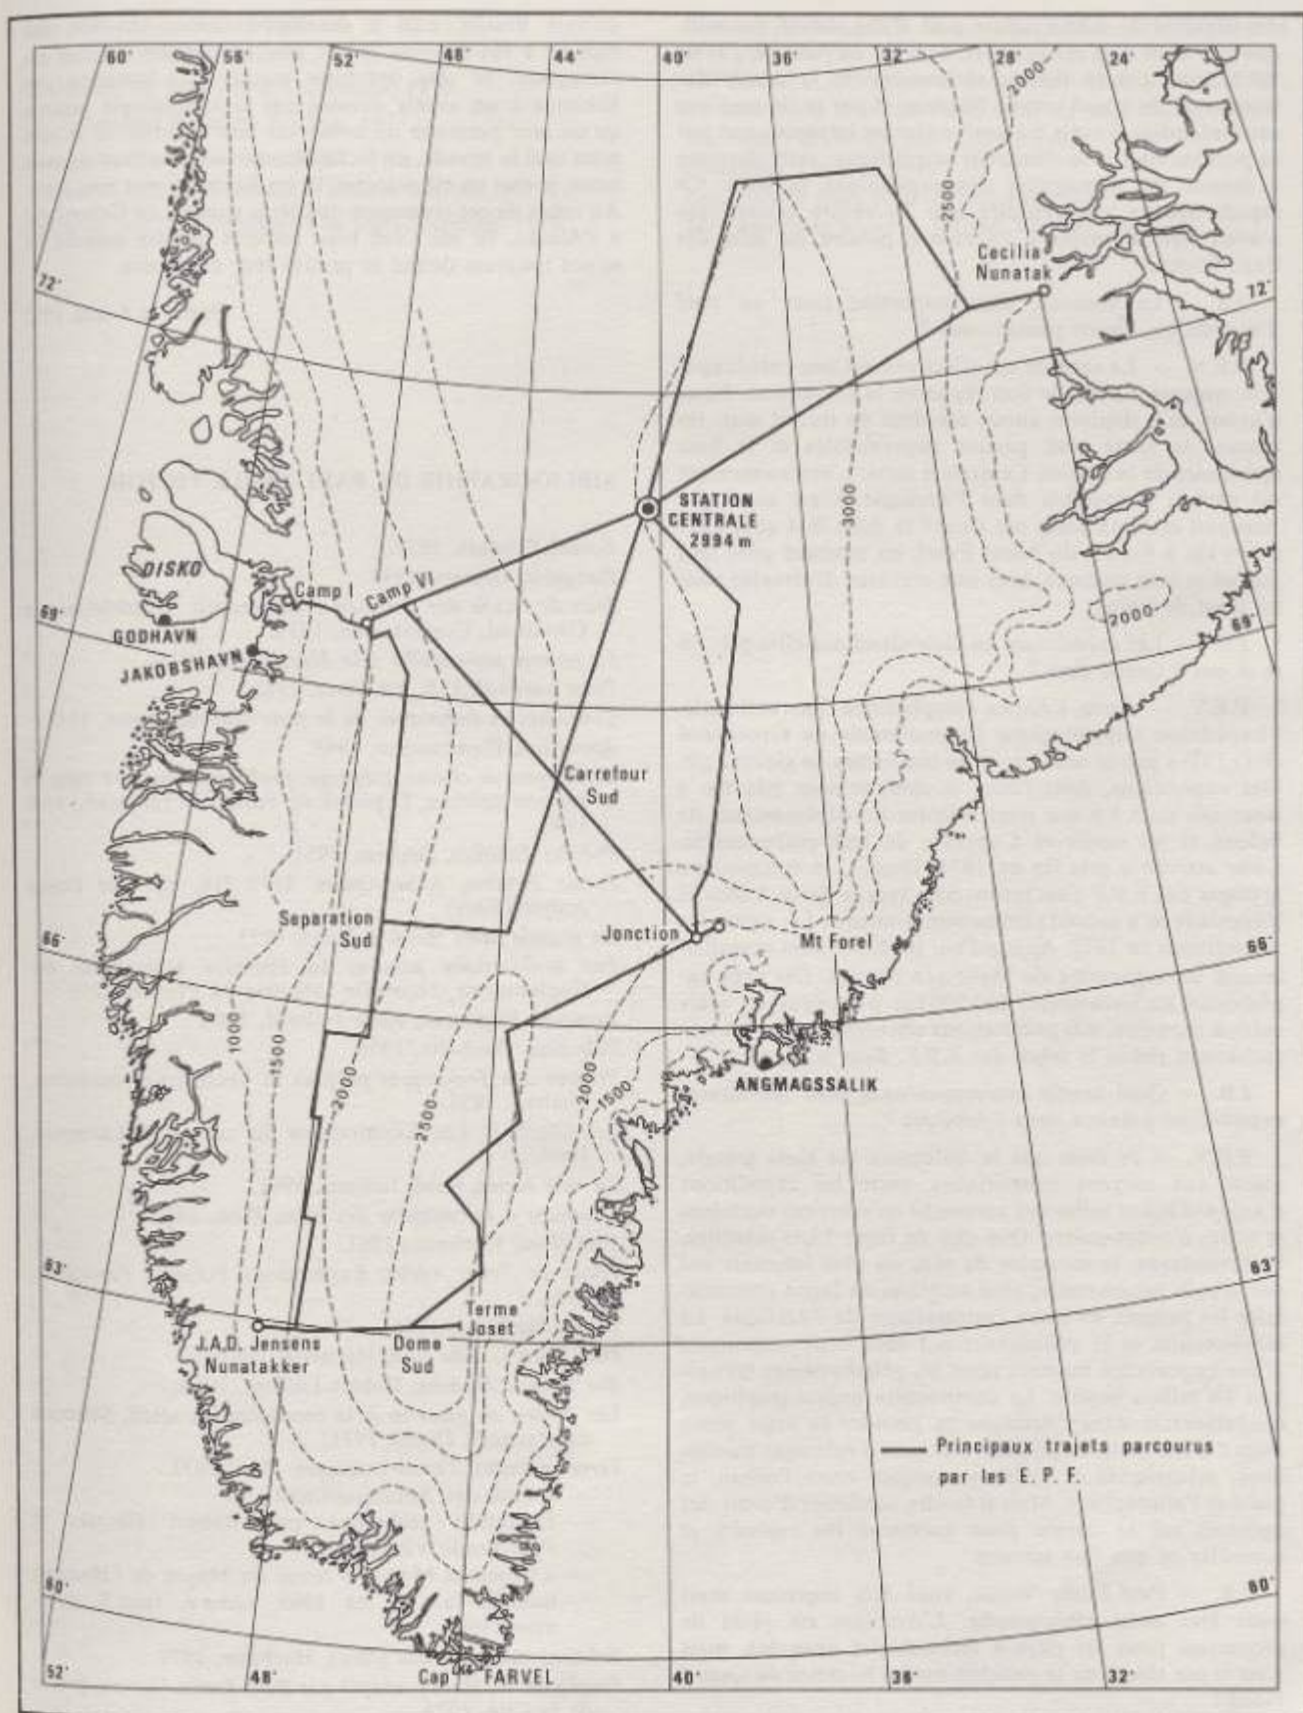 60°
56°
52°
48°
44°
40°
36°
32°
28°
24°
2000
2500
Cecilia
Nunatak
72°
72°
3000
STATION
CENTRALE
2994 m
DISKO
Camp I
Camp VI
69°
GODHAVN
JAKOBSHAVN
2000
69°
Carrefour
Sud
Separation
Sud
Jonction
Mt Forel
66°
66°
1000
1500
2000
2500
2000
1500
ANGMAGSSALIK
63°
63°
Terme
Joset
J.A.D. Jensens
Nunatakker
Dome
Sud
Principaux trajets parcourus
par les E. P. F.
60°
60°
52°
48°
Cap FARVEL
40°
36°
32°